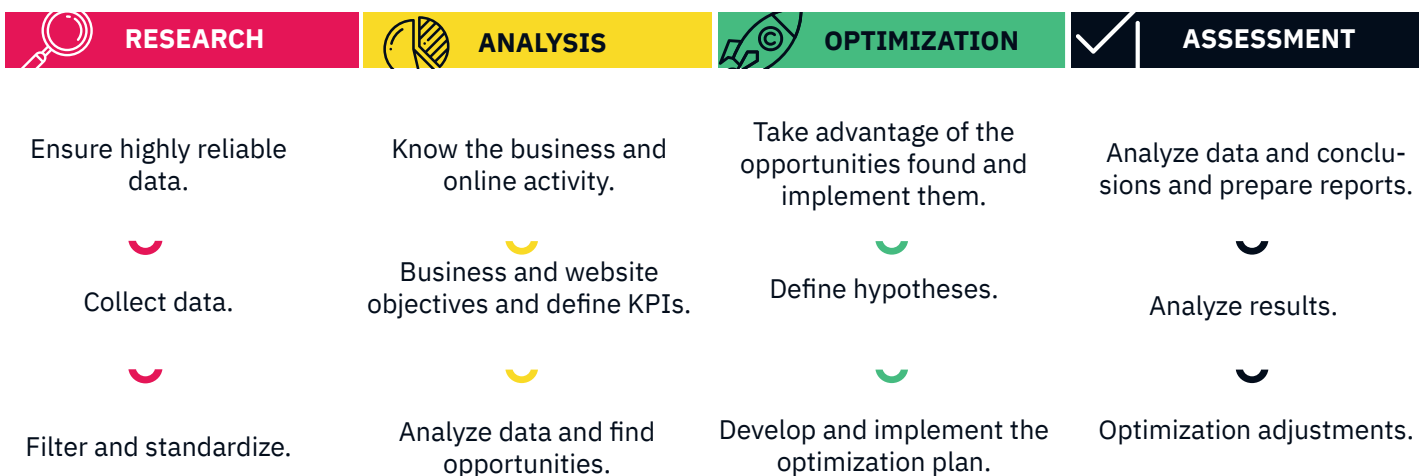 RESEARCH
Ensure highly reliable
data.
Collect data.
Filter and standardize.
ANALYSIS
Know the business and
online activity.
Business and website
objectives and define KPIs.
Analyze data and find
opportunities.
©
OPTIMIZATION
Take advantage of the
opportunities found and
implement them.
Define hypotheses.
Develop and implement the
optimization plan.
ASSESSMENT
Analyze data and conclu-
sions and prepare reports.
Analyze results.
Optimization adjustments.